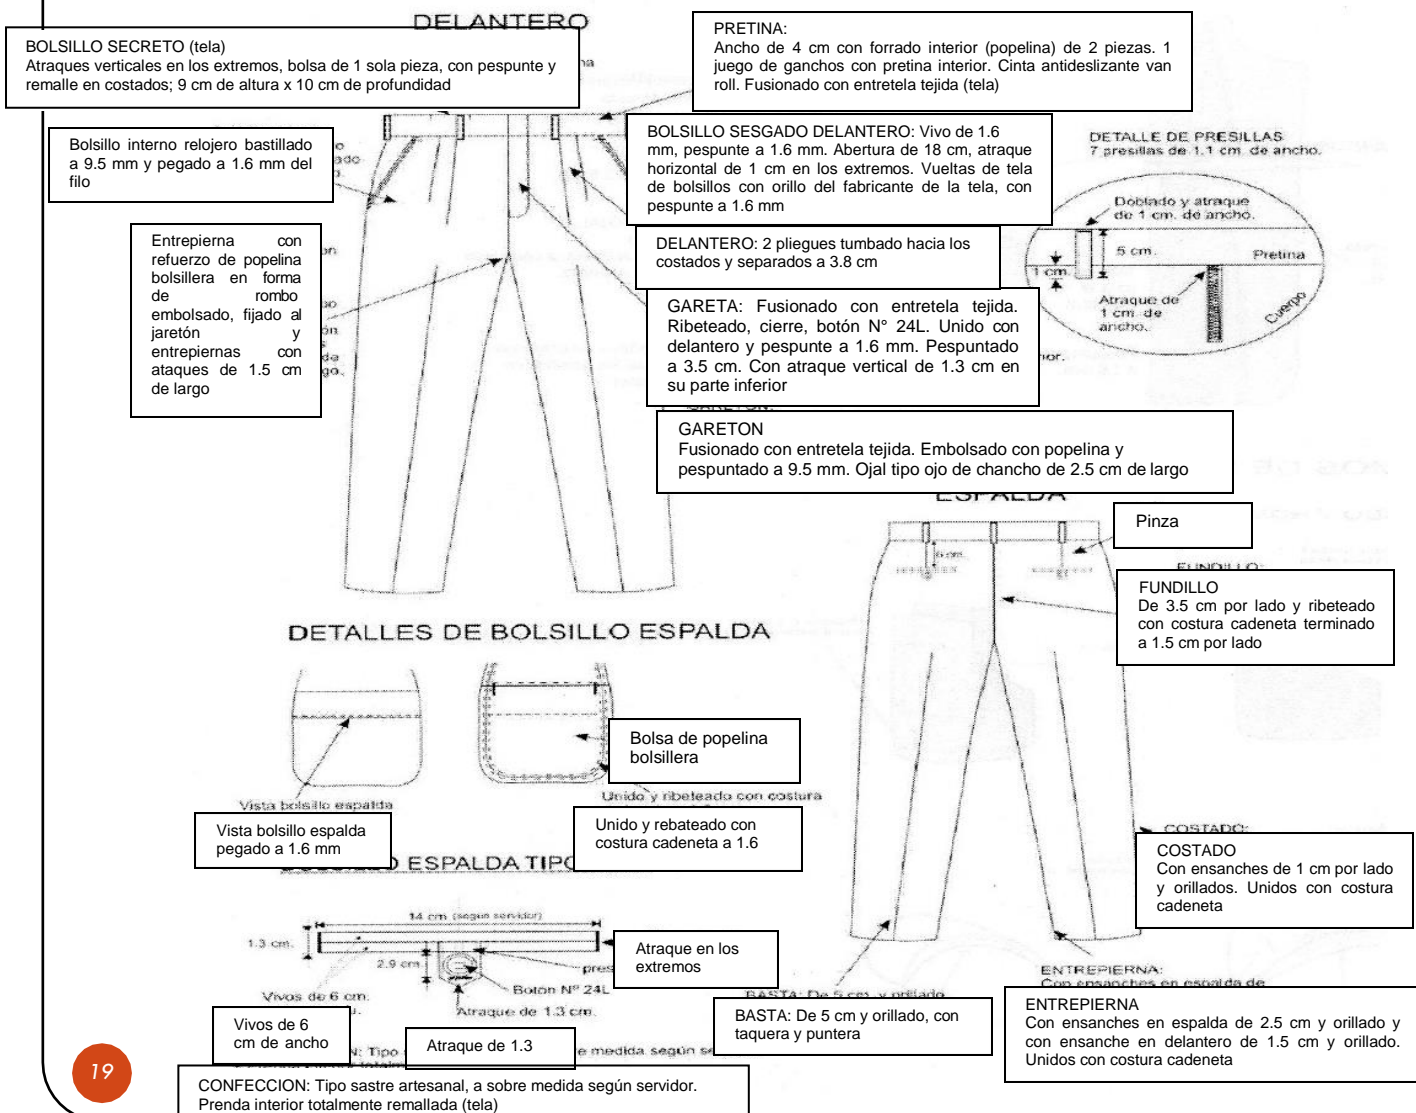 DELANTERO
BOLSILLO SECRETO (tela)
Atraques verticales en los extremos, bolsa de 1 sola pieza, con pespunte y
remalle en costados; 9 cm de altura x 10 cm de profundidad
PRETINA:
Ancho de 4 cm con forrado interior (popelina) de 2 piezas. 1
juego de ganchos con pretina interior. Cinta antideslizante van
roll. Fusionado con entretela tejida (tela)
Bolsillo interno relojero bastillado
a 9.5 mm y pegado a 1.6 mm del
filo
BOLSILLO SESGADO DELANTERO: Vivo de 1.6
mm, pespunte a 1.6 mm. Abertura de 18 cm, atraque
horizontal de 1 cm en los extremos. Vueltas de tela
de bolsillos con orillo del fabricante de la tela, con
pespunte a 1.6 mm
DETALLE DE PRESILLAS
7 presillas de 1.1 cm. de ancho.
Doblado y atraque
de 1 cm. de ancho.
5 cm.
Pretina
1 cm.
Atraque de
1 cm. de
ancho.
Cuerpo
Entrepierna con
refuerzo de popelina
bolsillera en forma
de rombo
embolsado, fijado al
jaretón y
entrepiernas con
ataques de 1.5 cm
de largo
DELANTERO: 2 pliegues tumbado hacia los
costados y separados a 3.8 cm
GARETA: Fusionado con entretela tejida.
Ribeteado, cierre, botón N° 24L. Unido con
delantero y pespunte a 1.6 mm. Pespuntado
a 3.5 cm. Con atraque vertical de 1.3 cm en
su parte inferior
GARETON:
GARETON
Fusionado con entretela tejida. Embolsado con popelina y
pespuntado a 9.5 mm. Ojal tipo ojo de chancho de 2.5 cm de largo
ESPALDA
Pinza
6 cm.
FUNDILLO:
FUNDILLO
De 3.5 cm por lado y ribeteado
con costura cadeneta terminado
a 1.5 cm por lado
DETALLES DE BOLSILLO ESPALDA
Bolsa de popelina
bolsillera
Vista bolsillo espalda
Unido y ribeteado con costura
Vista bolsillo espalda
pegado a 1.6 mm
Unido y rebateado con
costura cadeneta a 1.6
COSTADO:
COSTADO
Con ensanches de 1 cm por lado
y orillados. Unidos con costura
cadeneta
ESPALDA TIPO
14 cm (segun servidor)
1.3 cm.
2.9 cm
Atraque en los
extremos
Boton Nº 24L
Vivos de 6 cm.
Atraque de 1.3 cm.
Vivos de 6
cm de ancho
Atraque de 1.3
BASTA: De 5 cm. y orillado
BASTA: De 5 cm y orillado, con
taquera y puntera
ENTREPIERNA:
Con ensanches en espalda de
ENTREPIERNA
Con ensanches en espalda de 2.5 cm y orillado y
con ensanche en delantero de 1.5 cm y orillado.
Unidos con costura cadeneta
Tipo
medida según
CONFECCION: Tipo sastre artesanal, a sobre medida según servidor.
Prenda interior totalmente remallada (tela)
19